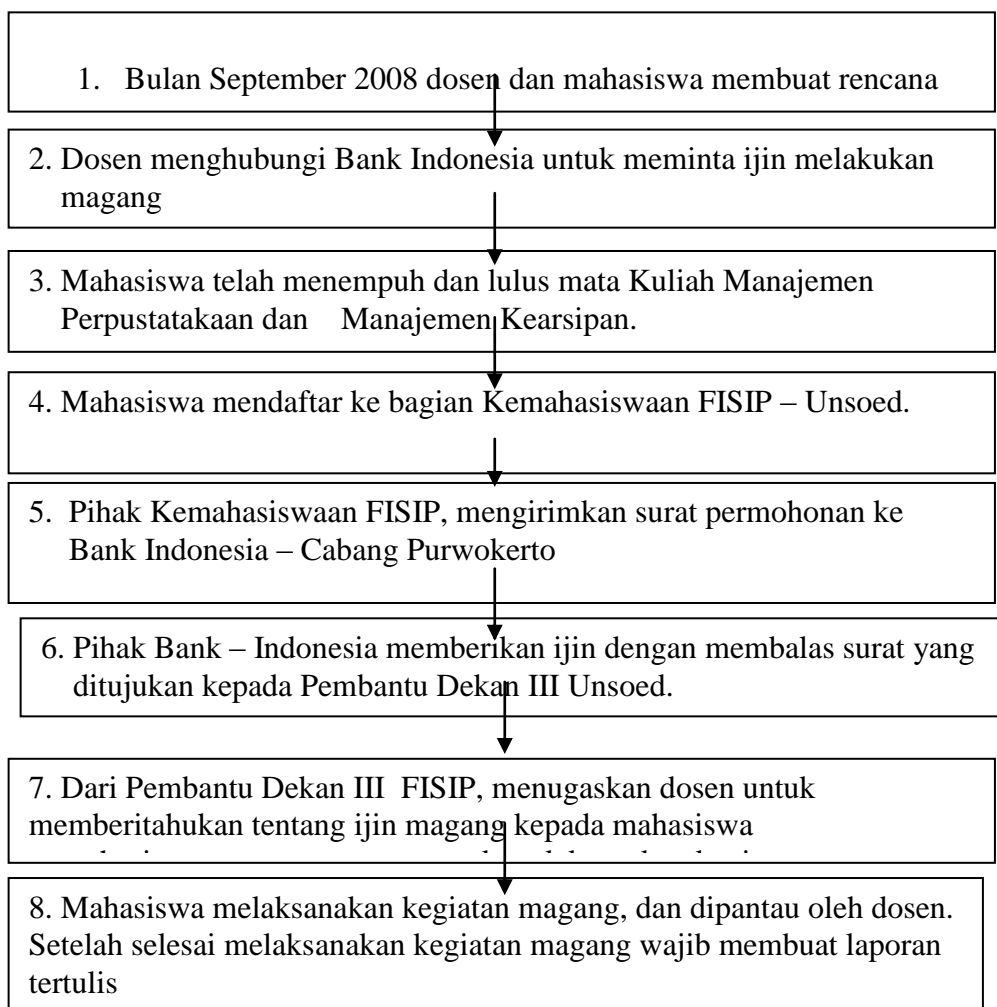 1. Bulan September 2008 dosen dan mahasiswa membuat rencana
2. Dosen menghubungi Bank Indonesia untuk meminta ijin melakukan
magang
3. Mahasiswa telah menempuh dan lulus mata Kuliah Manajemen
Perpustatakaan dan Manajemen Kearsipan.
4. Mahasiswa mendaftar ke bagian Kemahasiswaan FISIP – Unsoed.
5. Pihak Kemahasiswaan FISIP, mengirimkan surat permohonan ke
Bank Indonesia – Cabang Purwokerto
6. Pihak Bank – Indonesia memberikan ijin dengan membalas surat yang
ditujukan kepada Pembantu Dekan III Unsoed.
7. Dari Pembantu Dekan III FISIP, menugaskan dosen untuk
memberitahukan tentang ijin magang kepada mahasiswa
8. Mahasiswa melaksanakan kegiatan magang, dan dipantau oleh dosen.
Setelah selesai melaksanakan kegiatan magang wajib membuat laporan
tertulis